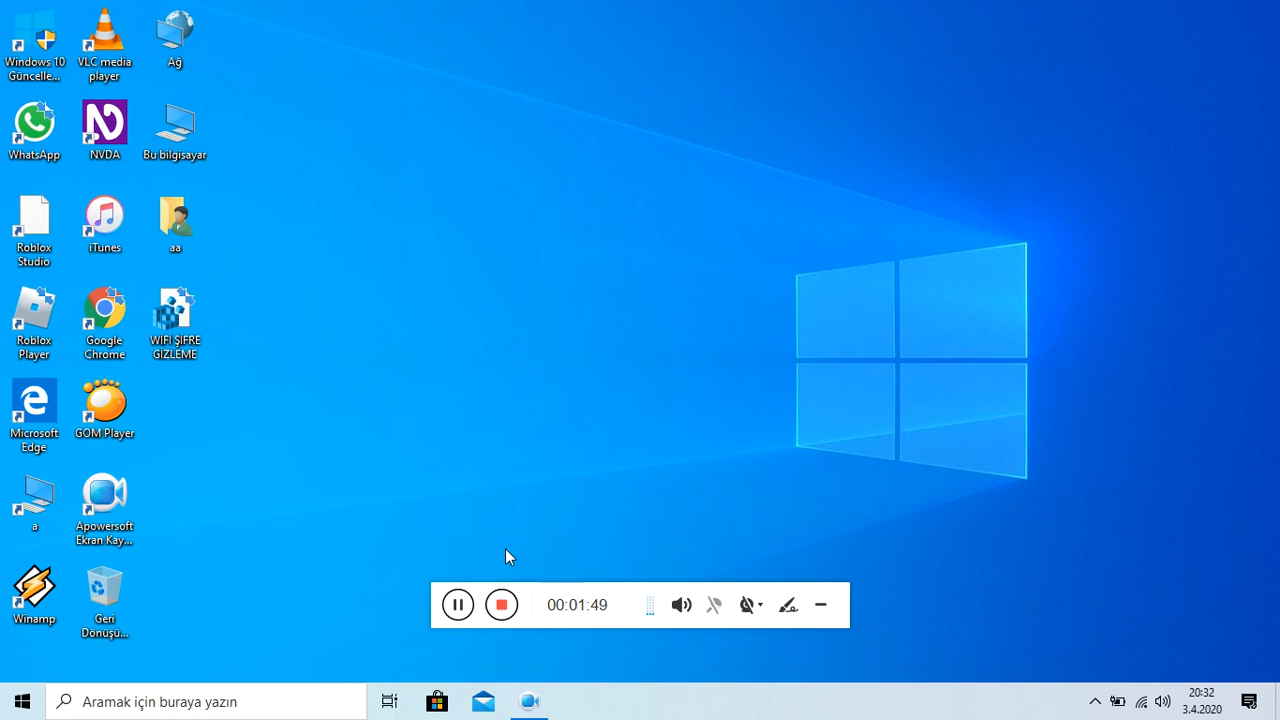 Windows 10
Güncelle...
VLC media
player
Ağ
WhatsApp
NVDA
Bu bilgisayar
Roblox
Studio
iTunes
aa
Roblox
Player
Google
Chrome
WIFI ŞİFRE
GİZLEME
Microsoft
Edge
GOM Player
a
Apowersoft
Ekran Kay...
Winamp
Geri
Dönüşü...
00:01:49
Aramak için buraya yazın
20:32
3.4.2020